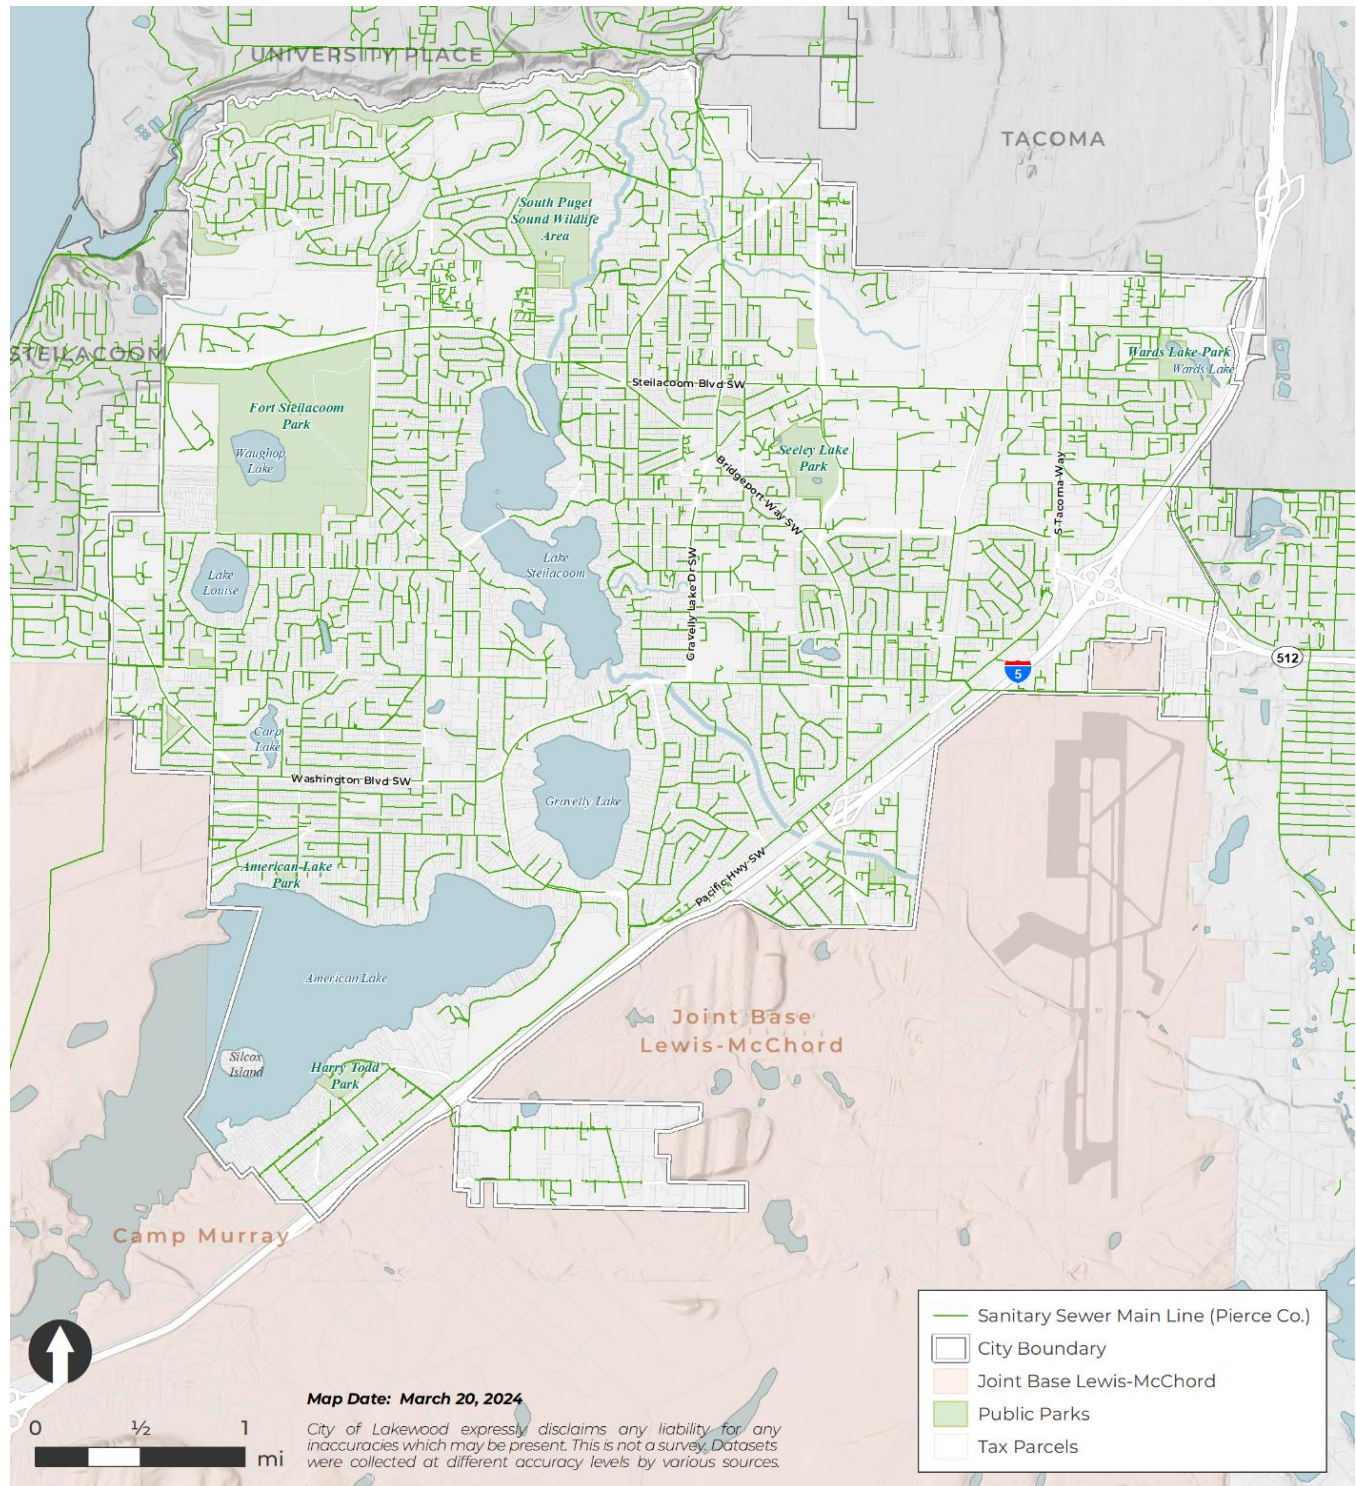 UNIVERSITY PLACE
TACOMA
South Puget
Sound Wildlife
Area
STEILACOOM
Wards Lake Park
Wards Lake
Steilacoom Blvd SW
Fort Steilacoom
Park
Waughop
Lake
Seeley Lake
Park
Bridgeport Way SW
S Tacoma Way
Lake
Steilacoom
Gravelly Lake Dr SW
Lake
Louise
512
5
Carp
Lake
Washington Blvd SW
Gravelly Lake
American Lake
Park
Pacific Hwy SW
American Lake
Joint Base
Lewis-McChord
Silcox
Island
Harry Todd
Park
Camp Murray
Sanitary Sewer Main Line (Pierce Co.)
City Boundary
Joint Base Lewis-McChord
Public Parks
Tax Parcels
Map Date: March 20, 2024
City of Lakewood expressly disclaims any liability for any
inaccuracies which may be present. This is not a survey. Datasets
were collected at different accuracy levels by various sources.
0 ½ 1
mi